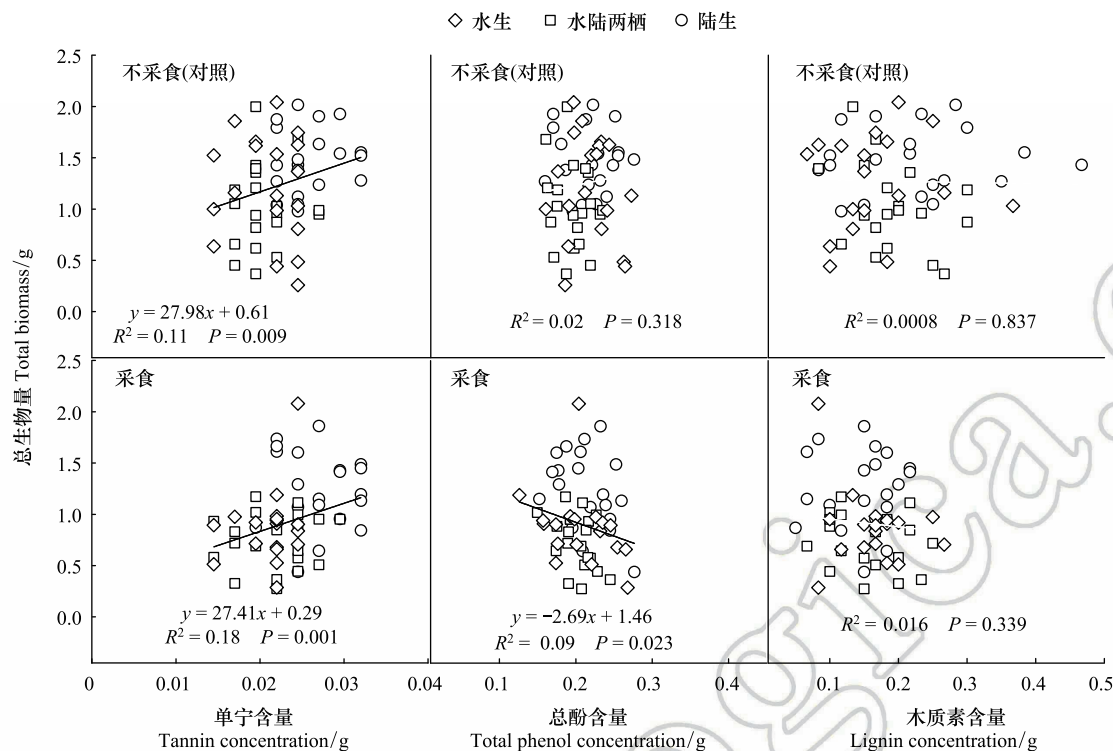 水生 水陆两栖 陆生
不采食(对照) 不采食(对照) 不采食(对照)
2.5
2.0
1.5
1.0
0.5
0.0
y = 27.98x + 0.61
R² = 0.11 P = 0.009
R² = 0.02 P = 0.318
R² = 0.0008 P = 0.837
总生物量 Total biomass/g
采食 采食 采食
2.5
2.0
1.5
1.0
0.5
0.0
y = 27.41x + 0.29
R² = 0.18 P = 0.001
y = −2.69x + 1.46
R² = 0.09 P = 0.023
R² = 0.016 P = 0.339
0 0.01 0.02 0.03 0.04 0.1 0.2 0.3 0.4 0.1 0.2 0.3 0.4 0.5
单宁含量 总酚含量 木质素含量
Tannin concentration/g Total phenol concentration/g Lignin concentration/g